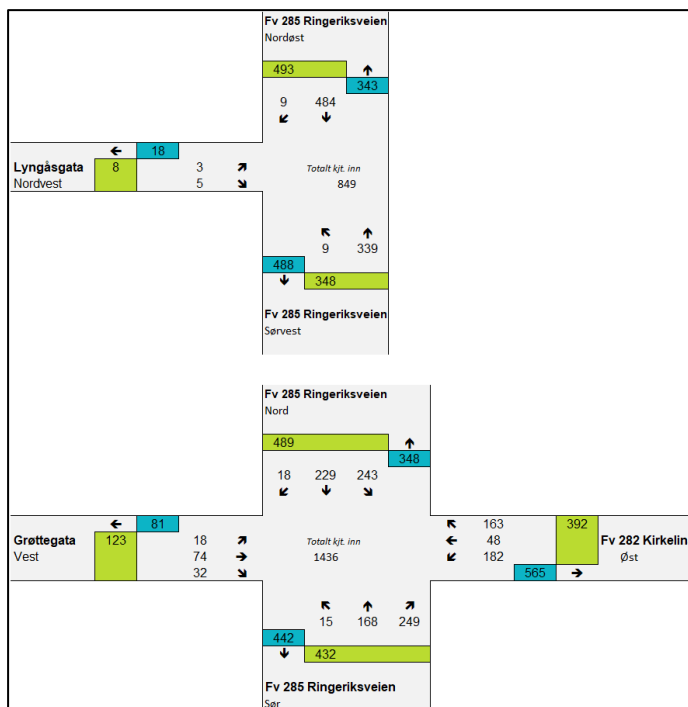 Fv 285 Ringeriksveien
Nordøst
493 ↑
343
9 484
↙ ↓
← 18
Lyngåsgata 8 3 ↗ Totalt kjt. inn
Nordvest 5 ↘ 849
↖ ↑
9 339
488
↓ 348
Fv 285 Ringeriksveien
Sørvest
Fv 285 Ringeriksveien
Nord
489 ↑
348
18 229 243
↙ ↓ ↘
← 81 ↖ 163 392
Grøttegata 123 18 ↗ Totalt kjt. inn ← 48 Fv 282 Kirkelin
Vest 74 → 1436 ↙ 182 Øst
32 ↘ 565 →
↖ ↑ ↗
15 168 249
442
↓ 432
Fv 285 Ringeriksveien
Sør